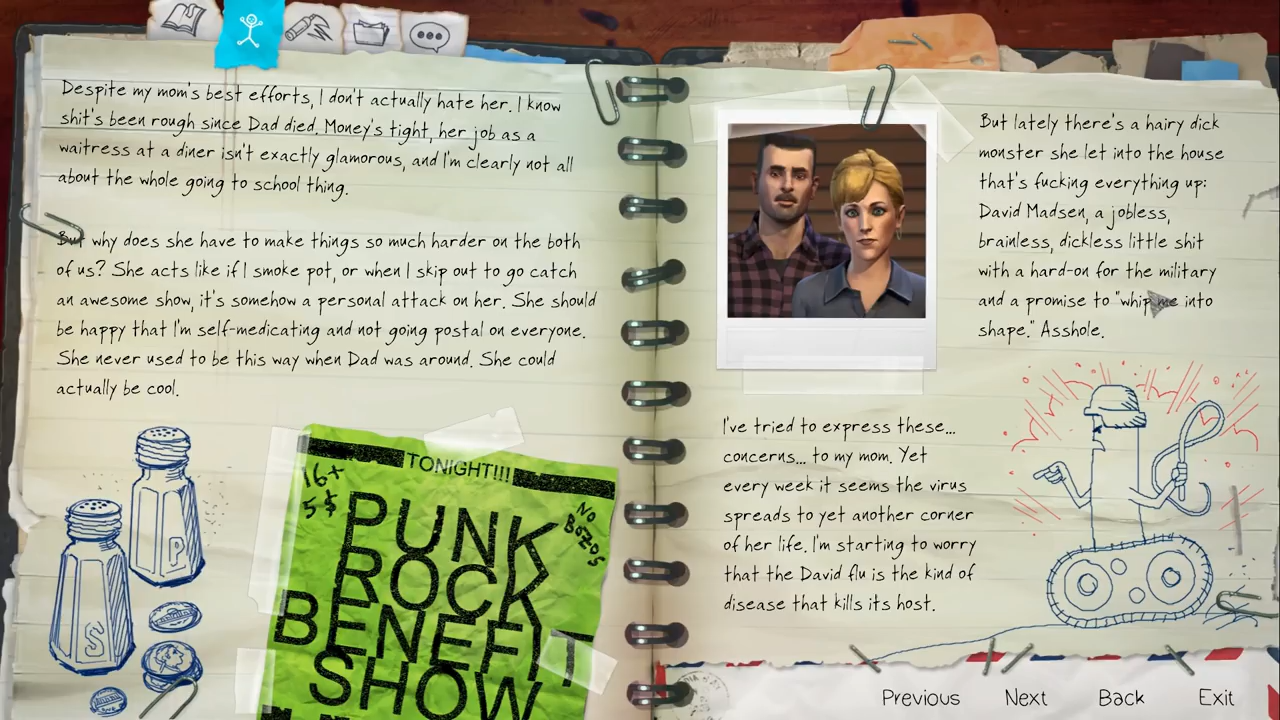 Despite my mom's best efforts, I don't actually hate her. I know
shit's been rough since Dad died. Money's tight, her job as a
waitress at a diner isn't exactly glamorous, and I'm clearly not all
about the whole going to school thing.
But why does she have to make things so much harder on the both
of us? She acts like if I smoke pot, or when I skip out to go catch
an awesome show, it's somehow a personal attack on her. She should
be happy that I'm self-medicating and not going postal on everyone.
She never used to be this way when Dad was around. She could
actually be cool.
P
S
TONIGHT!!!
16+
5$
NO
BOZOS
PUNK
ROCK
BENEFIT
SHOW
But lately there's a hairy dick
monster she let into the house
that's fucking everything up:
David Madsen, a jobless,
brainless, dickless little shit
with a hard-on for the military
and a promise to "whip me into
shape." Asshole.
I've tried to express these...
concerns... to my mom. Yet
every week it seems the virus
spreads to yet another corner
of her life. I'm starting to worry
that the David flu is the kind of
disease that kills its host.
Previous Next Back Exit